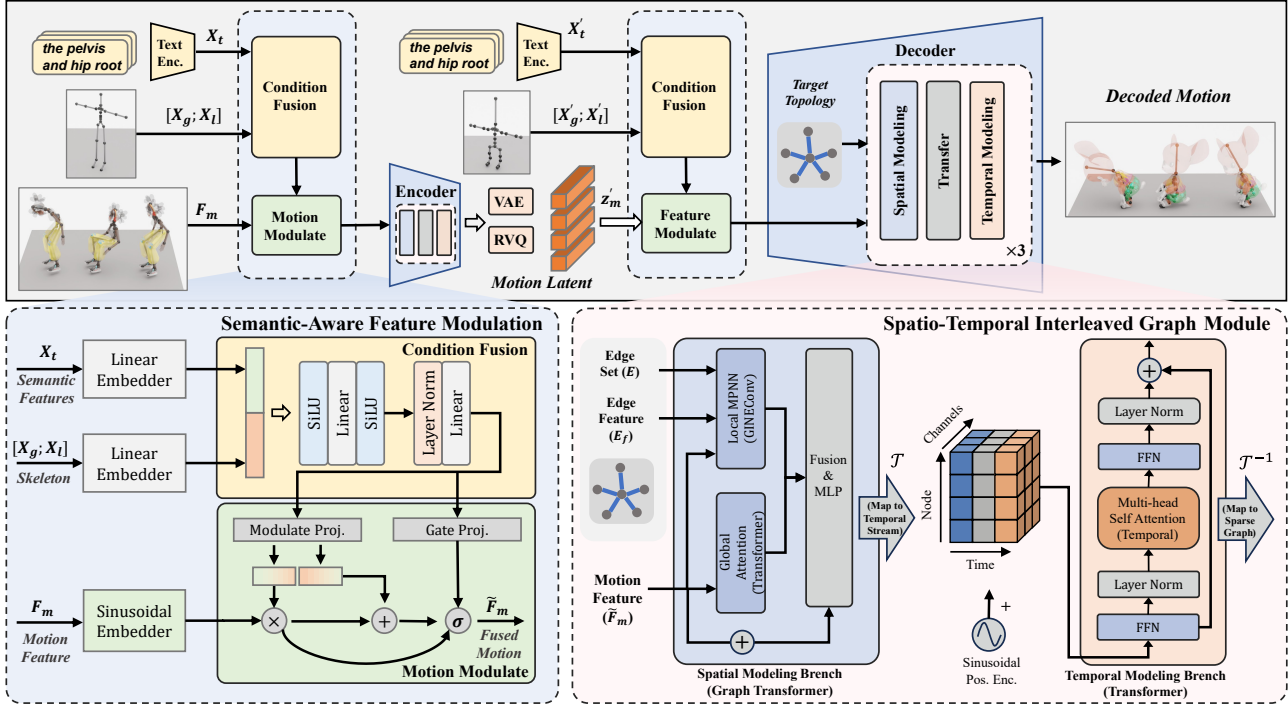 the pelvis
and hip root
Text
Enc.
X_t
Condition
Fusion
[X_g; X_l]
F_m
Motion
Modulate
Encoder
VAE
RVQ
Motion Latent
z'_m
the pelvis
and hip root
Text
Enc.
X'_t
Condition
Fusion
[X'_g; X'_l]
Feature
Modulate
Decoder
Target
Topology
Spatial Modeling
Transfer
Temporal Modeling
×3
Decoded Motion
Semantic-Aware Feature Modulation
X_t
Semantic
Features
Linear
Embedder
[X_g; X_l]
Skeleton
Linear
Embedder
Condition Fusion
SiLU
Linear
SiLU
Layer Norm
Linear
Modulate Proj.
Gate Proj.
F_m
Motion
Feature
Sinusoidal
Embedder
×
+
σ
F̃_m
Fused
Motion
Motion Modulate
Spatio-Temporal Interleaved Graph Module
Edge
Set (E)
Edge
Feature
(E_f)
Motion
Feature
(F̃_m)
Local MPNN
(GINEConv)
Global
Attention
(Transformer)
Fusion
&
MLP
+
Spatial Modeling Brench
(Graph Transformer)
𝒯
(Map to
Temporal
Stream)
Channels
Node
Time
+
Sinusoidal
Pos. Enc.
+
Layer Norm
FFN
Multi-head
Self Attention
(Temporal)
Layer Norm
FFN
Temporal Modeling Brench
(Transformer)
𝒯⁻¹
(Map to
Sparse
Graph)